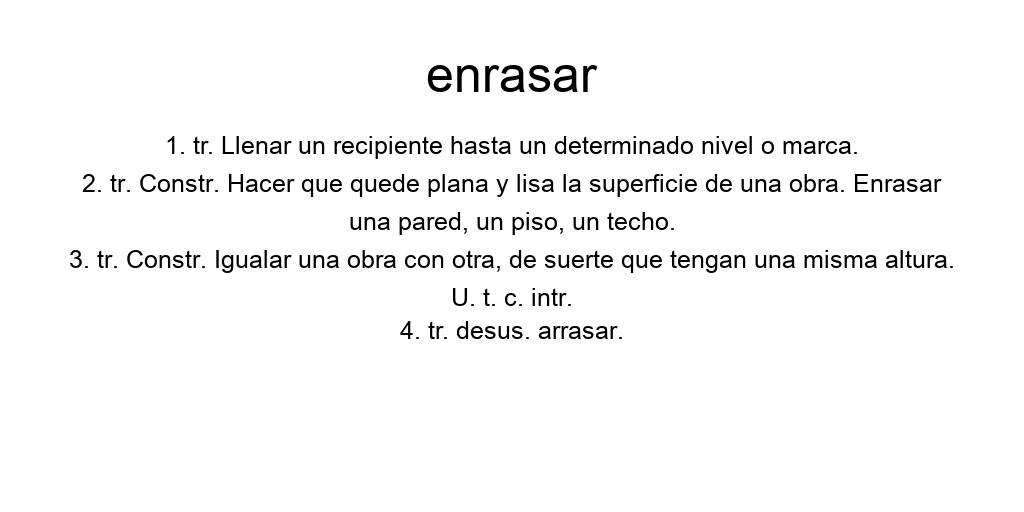 enrasar
1. tr. Llenar un recipiente hasta un determinado nivel o marca.
2. tr. Constr. Hacer que quede plana y lisa la superficie de una obra. Enrasar
una pared, un piso, un techo.
3. tr. Constr. Igualar una obra con otra, de suerte que tengan una misma altura.
U. t. c. intr.
4. tr. desus. arrasar.